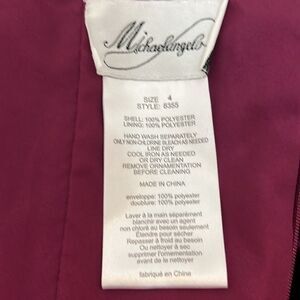 Michaelangelo
SIZE 4
STYLE: 8355
SHELL: 100% POLYESTER
LINING: 100% POLYESTER
HAND WASH SEPARATELY
ONLY NON-CHLORINE BLEACH AS NEEDED
LINE DRY
COOL IRON AS NEEDED
OR DRY CLEAN
REMOVE ORNAMENTATION
BEFORE CLEANING
MADE IN CHINA
enveloppe: 100% polyester
doublure: 100% polyester
Laver à la main séparément
blanchir avec un agent
non chloré au besoin seulement
Étendre pour sécher
Repasser à froid au besoin
Ou nettoyer à sec
supprimer l'ornementation
avant de nettoyer
fabriqué en Chine